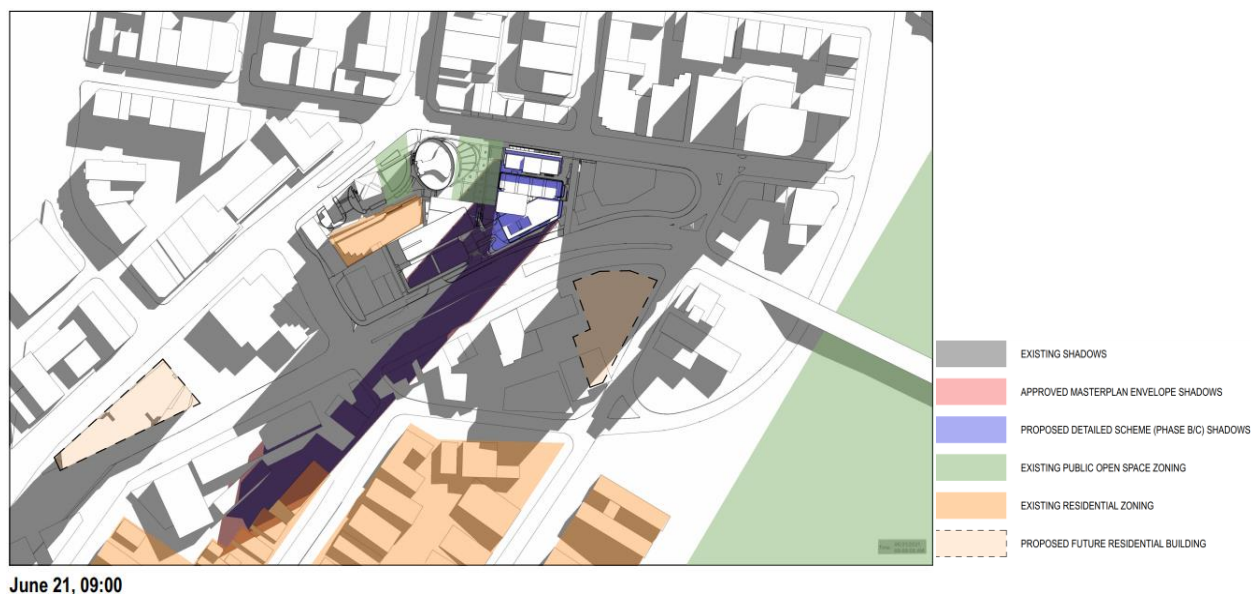 EXISTING SHADOWS
APPROVED MASTERPLAN ENVELOPE SHADOWS
PROPOSED DETAILED SCHEME (PHASE B/C) SHADOWS
EXISTING PUBLIC OPEN SPACE ZONING
EXISTING RESIDENTIAL ZONING
PROPOSED FUTURE RESIDENTIAL BUILDING
June 21, 09:00